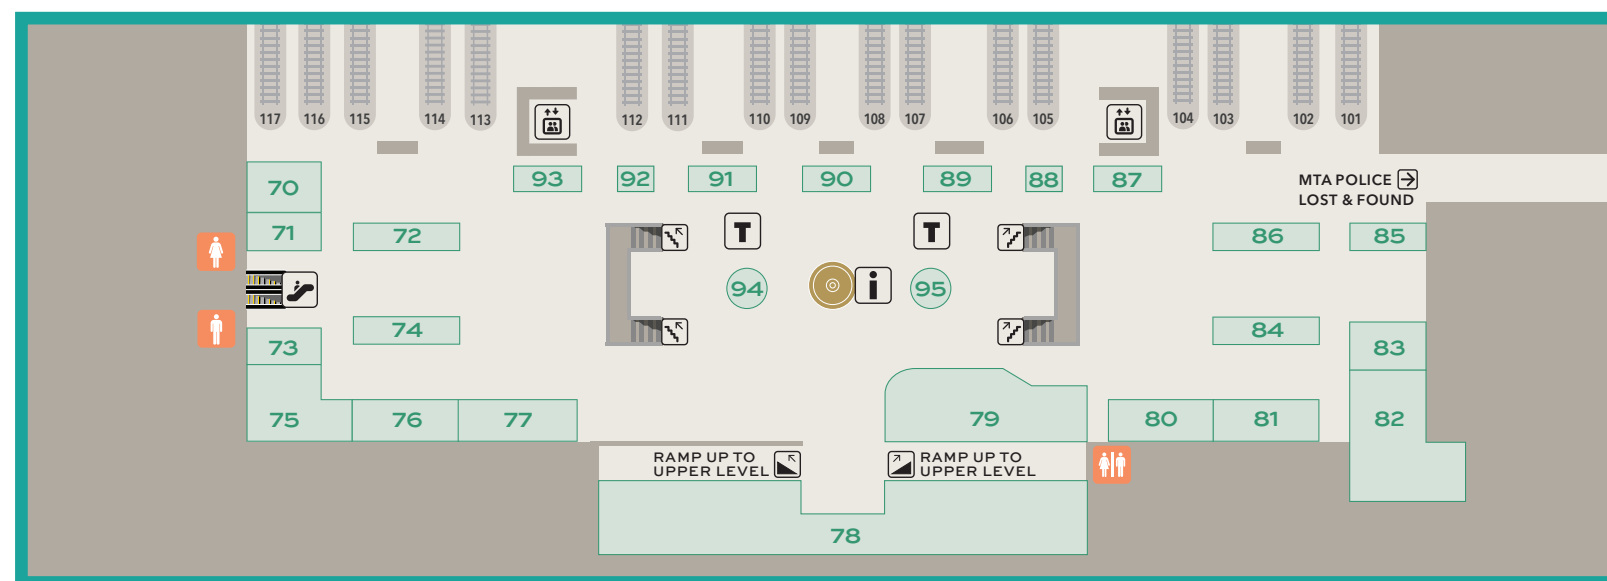 117 116 115 114 113 112 111 110 109 108 107 106 105 104 103 102 101
70 93 92 91 90 89 88 87
MTA POLICE
LOST & FOUND
71 72 T T 86 85
94 i 95
73 74 84 83
75 76 77 79 80 81 82
RAMP UP TO
UPPER LEVEL
RAMP UP TO
UPPER LEVEL
78